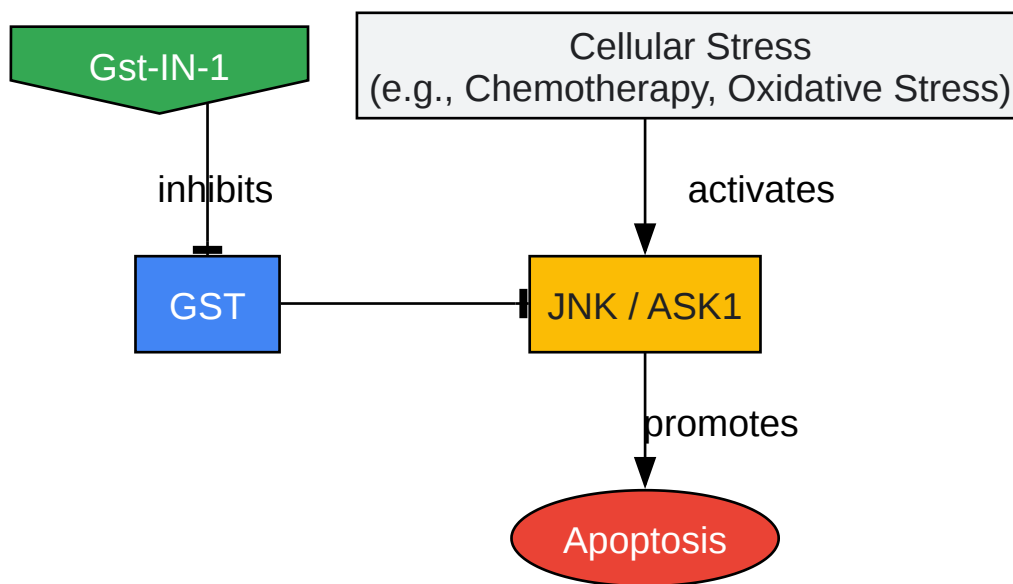 Gst-IN-1
Cellular Stress
(e.g., Chemotherapy, Oxidative Stress)
inhibits
activates
GST
JNK / ASK1
promotes
Apoptosis